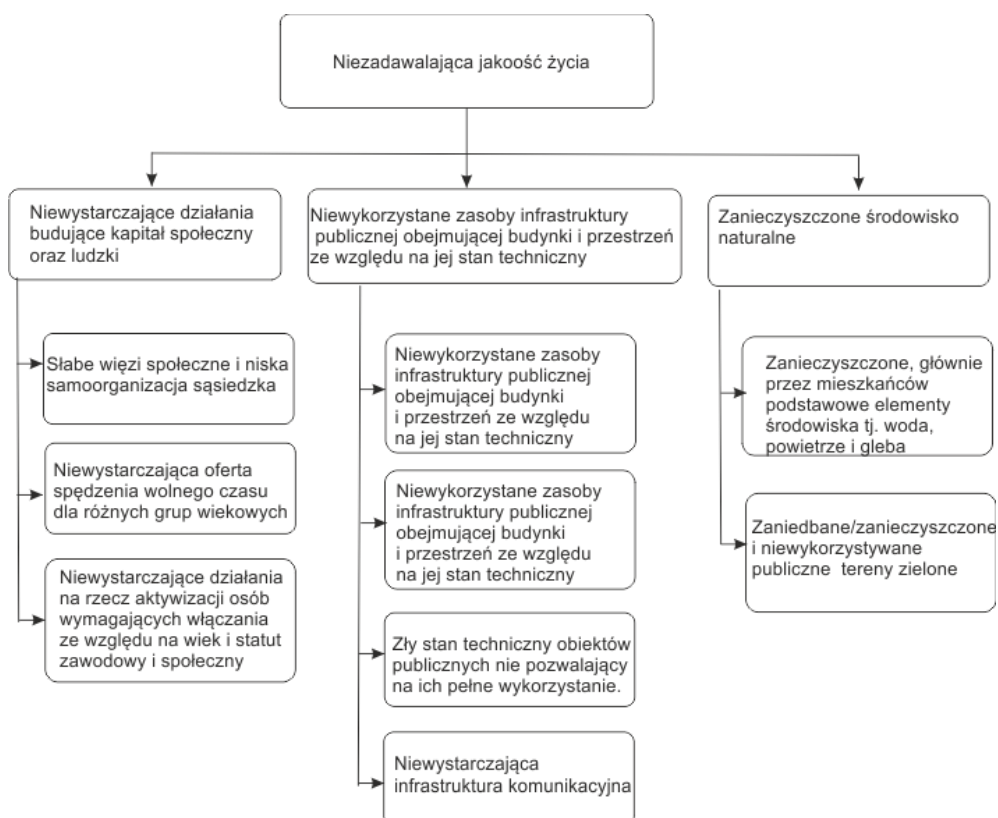 Niezadawalająca jakoość życia
Niewystarczające działania
budujące kapitał społeczny
oraz ludzki
Niewykorzystane zasoby infrastruktury
publicznej obejmującej budynki i przestrzeń
ze względu na jej stan techniczny
Zanieczyszczone środowisko
naturalne
Słabe więzi społeczne i niska
samoorganizacja sąsiedzka
Niewystarczająca oferta
spędzenia wolnego czasu
dla różnych grup wiekowych
Niewystarczające działania
na rzecz aktywizacji osób
wymagających włączania
ze względu na wiek i statut
zawodowy i społeczny
Niewykorzystane zasoby
infrastruktury publicznej
obejmującej budynki
i przestrzeń ze względu
na jej stan techniczny
Niewykorzystane zasoby
infrastruktury publicznej
obejmującej budynki
i przestrzeń ze względu
na jej stan techniczny
Zły stan techniczny obiektów
publicznych nie pozwalający
na ich pełne wykorzystanie.
Niewystarczająca
infrastruktura komunikacyjna
Zanieczyszczone, głównie
przez mieszkańców
podstawowe elementy
środowiska tj. woda,
powietrze i gleba
Zaniedbane/zanieczyszczone
i niewykorzystywane
publiczne tereny zielone